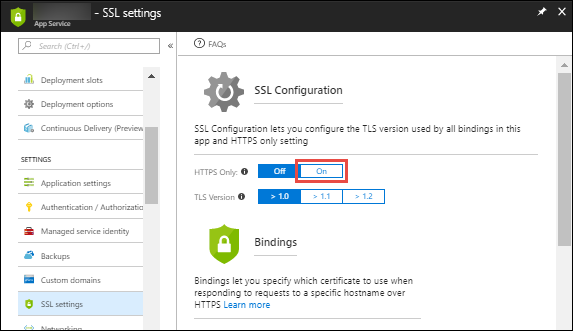 - SSL settings
App Service
Search (Ctrl+/)
Deployment slots
Deployment options
Continuous Delivery (Preview
SETTINGS
Application settings
Authentication / Authorizatio
Managed service identity
Backups
Custom domains
SSL settings
Networking
FAQs
SSL Configuration
SSL Configuration lets you configure the TLS version used by all bindings in this
app and HTTPS only setting
HTTPS Only: Off On
TLS Version > 1.0 > 1.1 > 1.2
Bindings
Bindings let you specify which certificate to use when
responding to requests to a specific hostname over
HTTPS Learn more